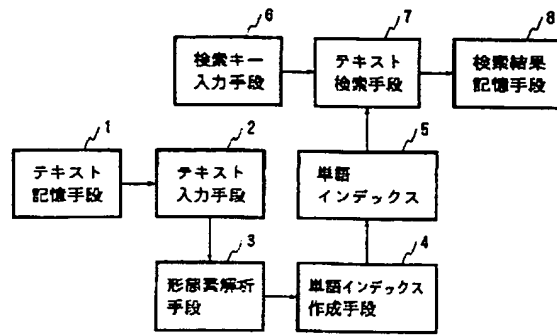 6
検索キー
入力手段
7
テキスト
検索手段
8
検索結果
記憶手段
1
テキスト
記憶手段
2
テキスト
入力手段
5
単語
インデックス
3
形態素解析
手段
4
単語インデックス
作成手段